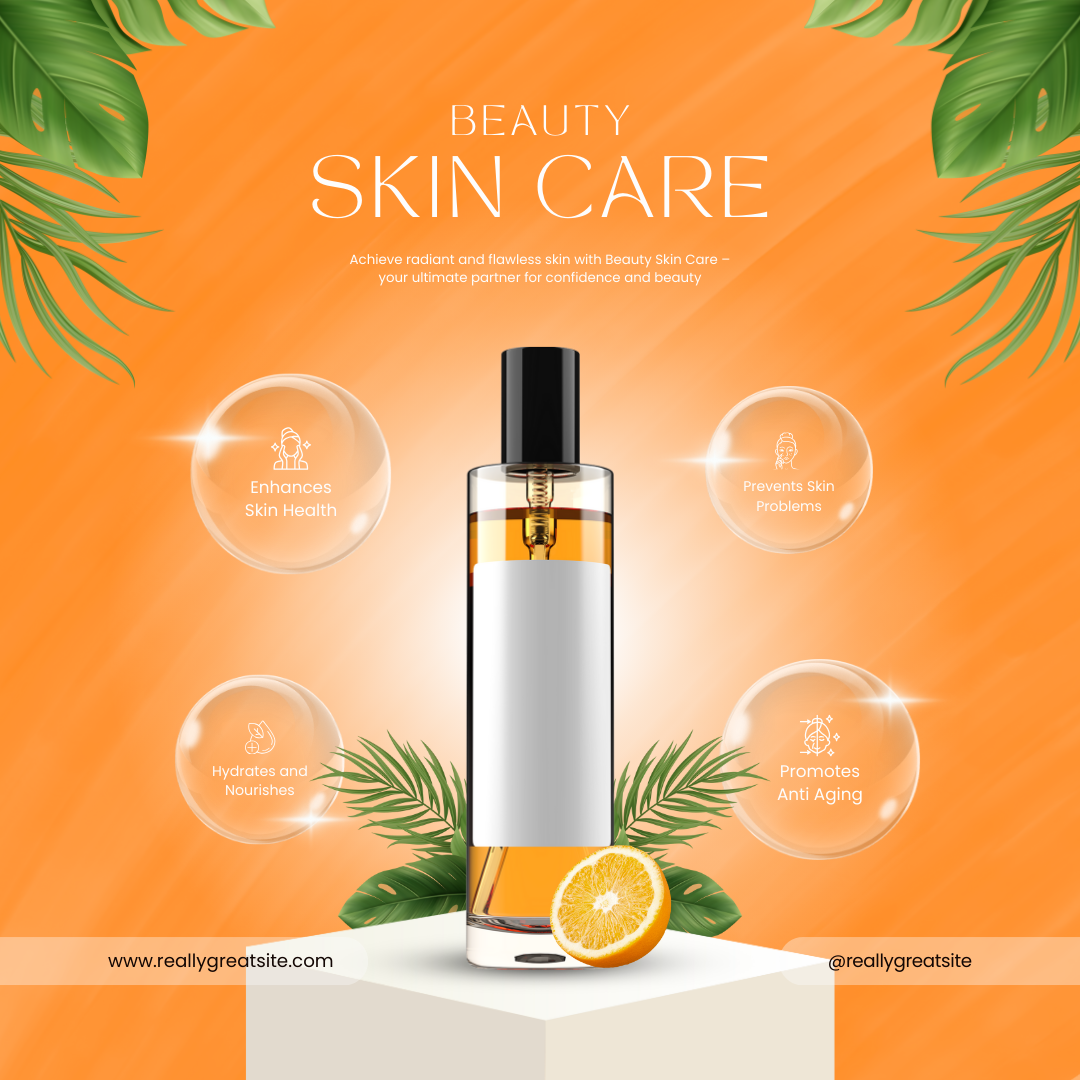 BEAUTY
SKIN CARE
Achieve radiant and flawless skin with Beauty Skin Care –
your ultimate partner for confidence and beauty
Enhances
Skin Health
Prevents Skin
Problems
Hydrates and
Nourishes
Promotes
Anti Aging
www.reallygreatsite.com
@reallygreatsite